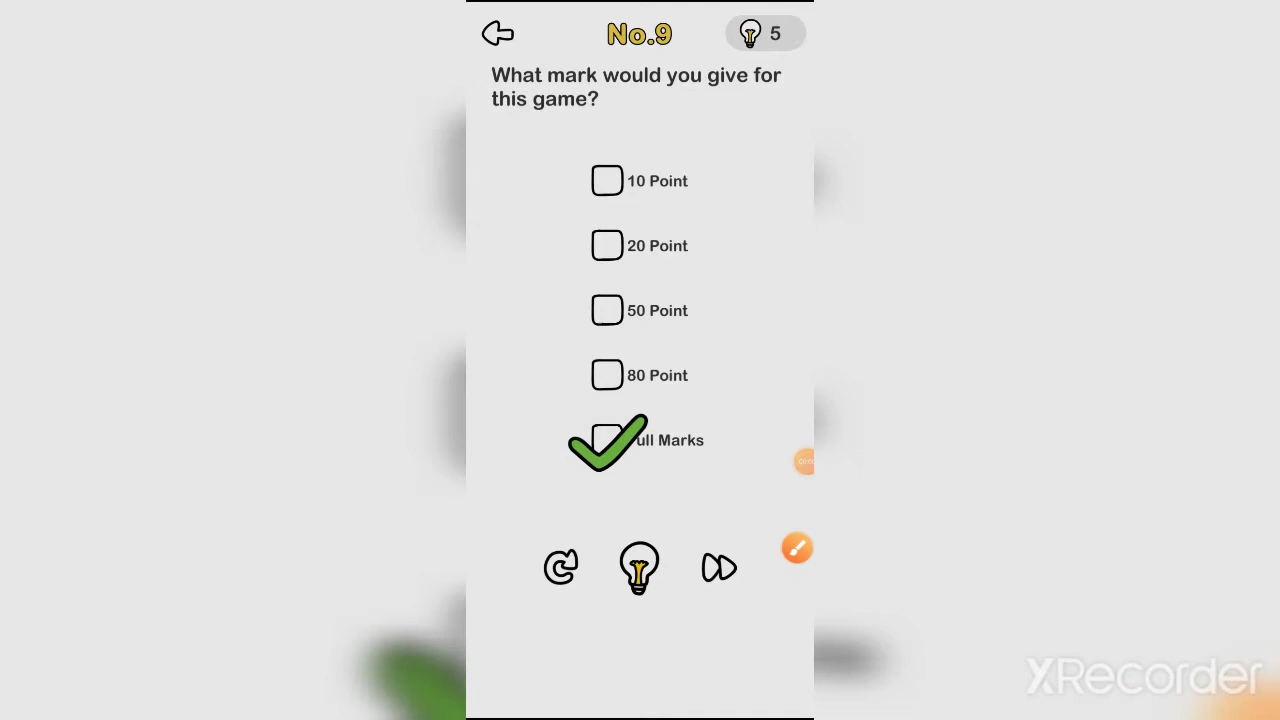 No.9
5
What mark would you give for
this game?
10 Point
20 Point
50 Point
80 Point
ull Marks
XRecorder